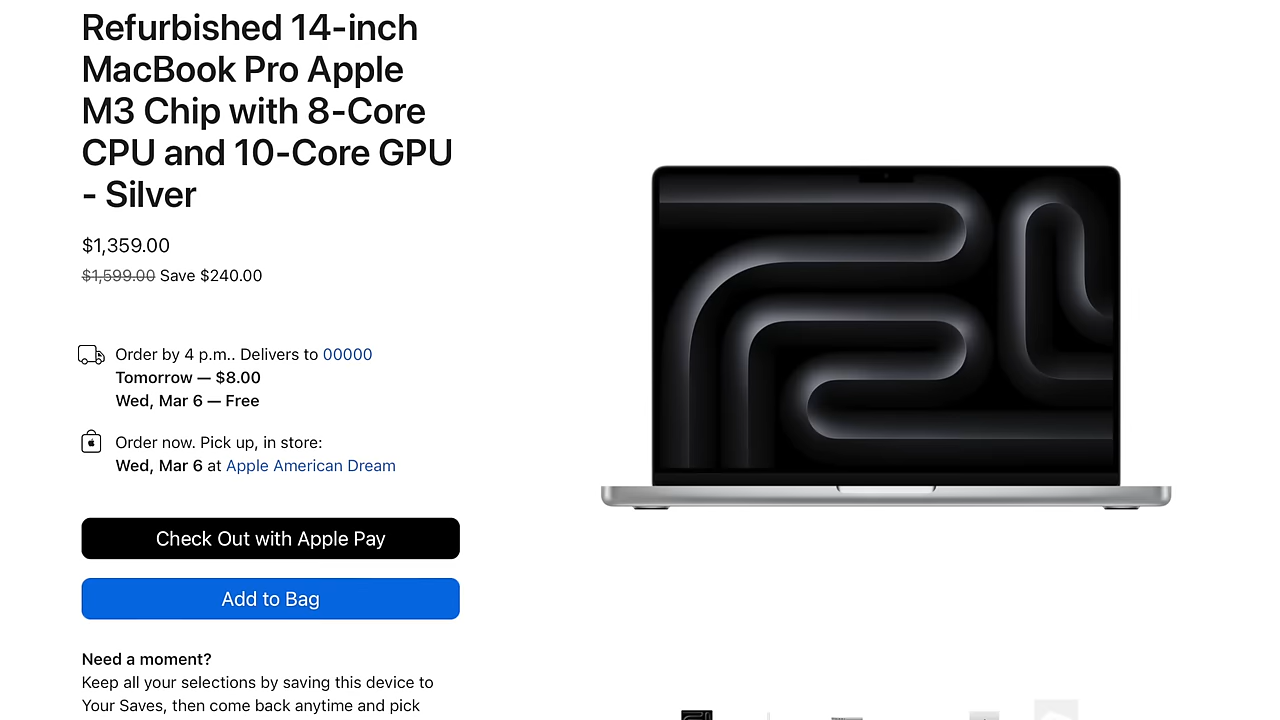 Refurbished 14-inch
MacBook Pro Apple
M3 Chip with 8-Core
CPU and 10-Core GPU
- Silver
$1,359.00
$1,599.00 Save $240.00
Order by 4 p.m.. Delivers to 00000
Tomorrow — $8.00
Wed, Mar 6 — Free
Order now. Pick up, in store:
Wed, Mar 6 at Apple American Dream
Check Out with Apple Pay
Add to Bag
Need a moment?
Keep all your selections by saving this device to
Your Saves, then come back anytime and pick